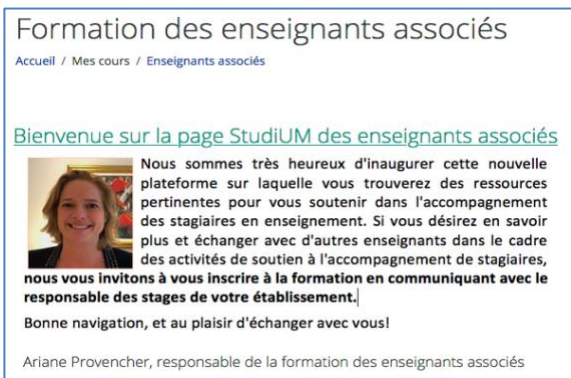 Formation des enseignants associés
Accueil / Mes cours / Enseignants associés
Bienvenue sur la page StudiUM des enseignants associés
Nous sommes très heureux d'inaugurer cette nouvelle
plateforme sur laquelle vous trouverez des ressources
pertinentes pour vous soutenir dans l'accompagnement
des stagiaires en enseignement. Si vous désirez en savoir
plus et échanger avec d'autres enseignants dans le cadre
des activités de soutien à l'accompagnement de stagiaires,
nous vous invitons à vous inscrire à la formation en communiquant avec le
responsable des stages de votre établissement.
Bonne navigation, et au plaisir d'échanger avec vous!
Ariane Provencher, responsable de la formation des enseignants associés